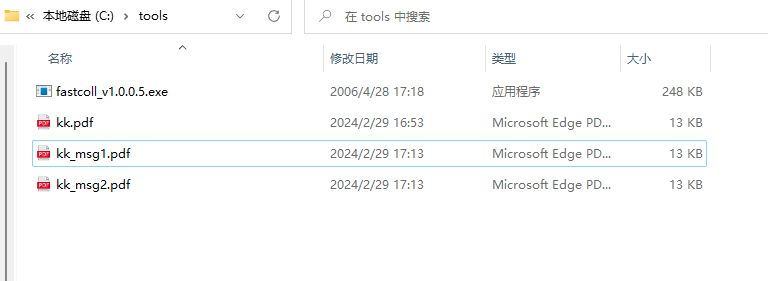 « 本地磁盘 (C:) › tools
在 tools 中搜索
名称 修改日期 类型 大小
fastcoll_v1.0.0.5.exe 2006/4/28 17:18 应用程序 248 KB
PDF kk.pdf 2024/2/29 16:53 Microsoft Edge PD... 13 KB
PDF kk_msg1.pdf 2024/2/29 17:13 Microsoft Edge PD... 13 KB
PDF kk_msg2.pdf 2024/2/29 17:13 Microsoft Edge PD... 13 KB